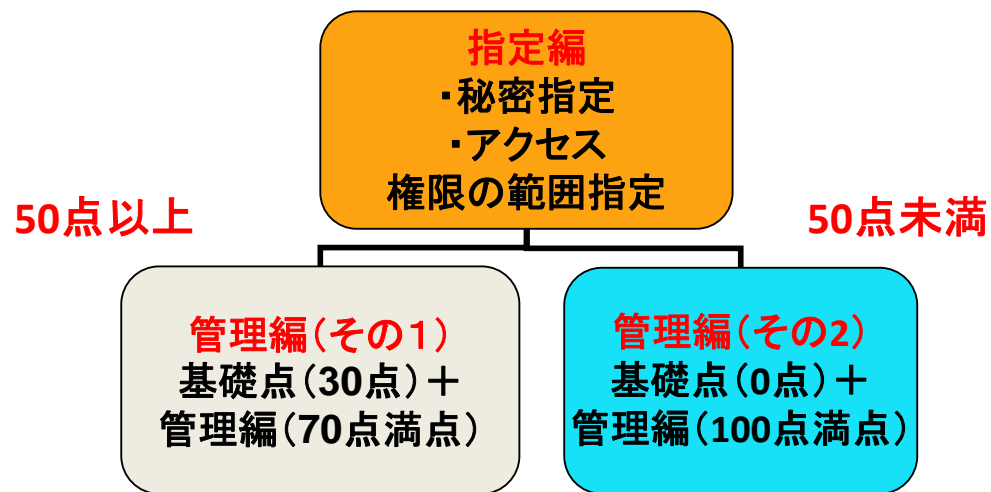 指定編
・秘密指定
・アクセス
権限の範囲指定
50点以上
50点未満
管理編(その１)
基礎点(30点)＋
管理編(70点満点)
管理編(その2)
基礎点(0点)＋
管理編(100点満点)